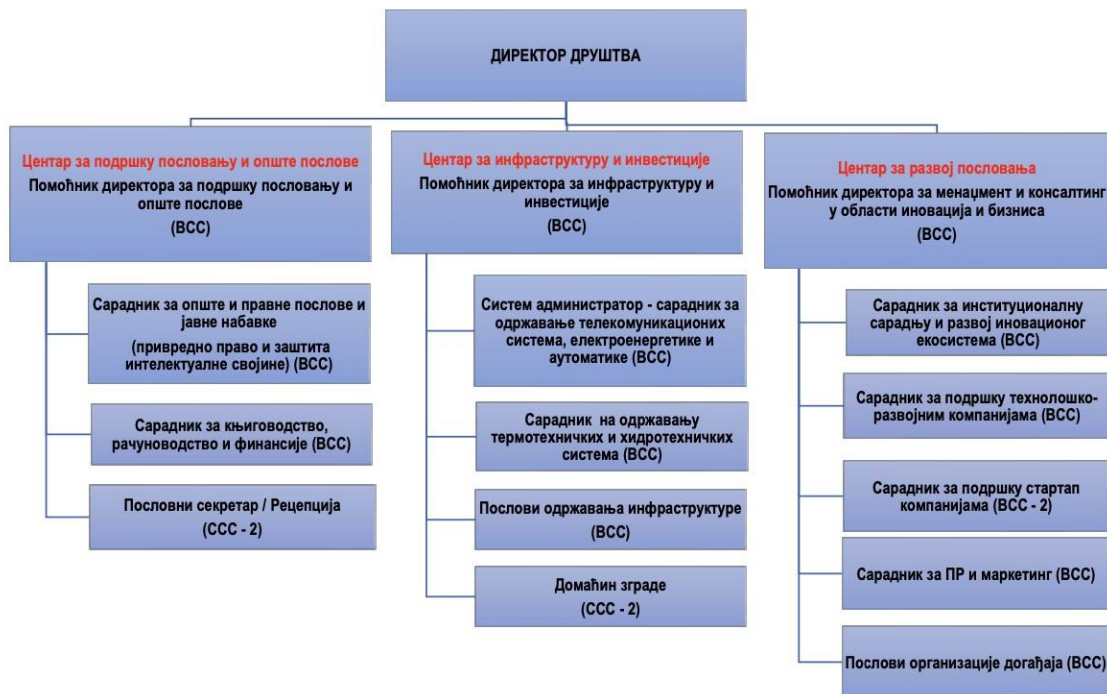 ДИРЕКТОР ДРУШТВА
Центар за подршку пословању и опште послове
Помоћник директора за подршку пословању и
опште послове
(ВСС)
Сарадник за опште и правне послове и
јавне набавке
(привредно право и заштита
интелектуалне својине) (ВСС)
Сарадник за књиговодство,
рачуноводство и финансије (ВСС)
Пословни секретар / Рецепција
(ССС - 2)
Центар за инфраструктуру и инвестиције
Помоћник директора за инфраструктуру и
инвестиције
(ВСС)
Систем администратор - сарадник за
одржавање телекомуникационих
система, електроенергетике и
аутоматике (ВСС)
Сарадник на одржавању
термотехничких и хидротехничких
система (ВСС)
Послови одржавања инфраструктуре
(ВСС)
Домаћин зграде
(ССС - 2)
Центар за развој пословања
Помоћник директора за менаџмент и консалтинг
у области иновација и бизниса
(ВСС)
Сарадник за институционалну
сарадњу и развој иновационог
екосистема (ВСС)
Сарадник за подршку технолошко-
развојним компанијама (ВСС)
Сарадник за подршку стартап
компанијама (ВСС - 2)
Сарадник за ПР и маркетинг (ВСС)
Послови организације догађаја (ВСС)